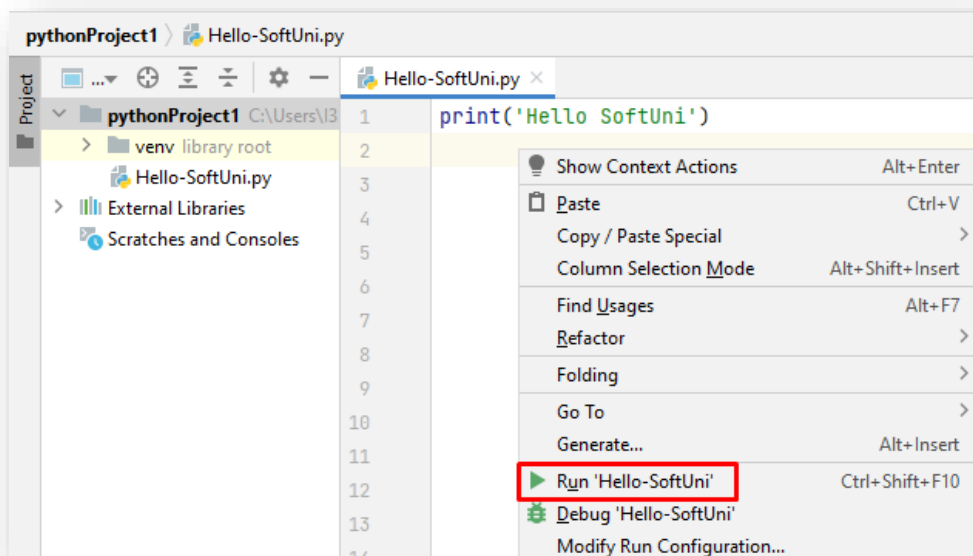 pythonProject1 > Hello-SoftUni.py
Project
...
Hello-SoftUni.py
pythonProject1 C:\Users\I3
venv library root
Hello-SoftUni.py
External Libraries
Scratches and Consoles
1 print('Hello SoftUni')
2
3
4
5
6
7
8
9
10
11
12
13
14
Show Context Actions Alt+Enter
Paste Ctrl+V
Copy / Paste Special
Column Selection Mode Alt+Shift+Insert
Find Usages Alt+F7
Refactor
Folding
Go To
Generate... Alt+Insert
Run 'Hello-SoftUni' Ctrl+Shift+F10
Debug 'Hello-SoftUni'
Modify Run Configuration...